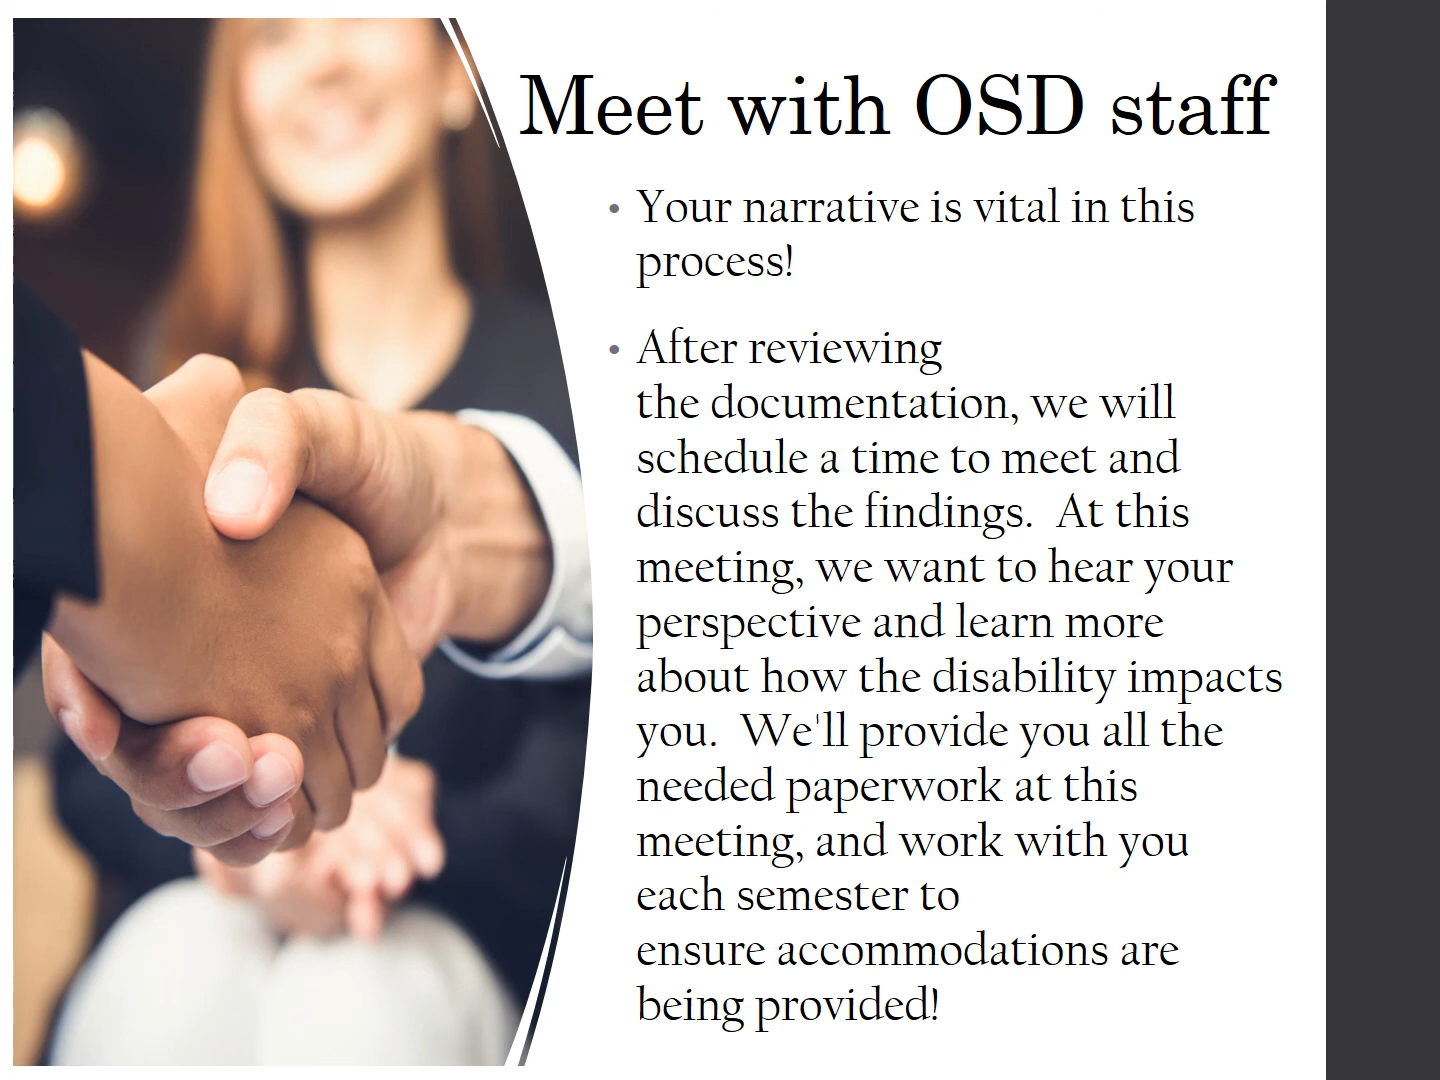 Meet with OSD staff
• Your narrative is vital in this
process!
• After reviewing
the documentation, we will
schedule a time to meet and
discuss the findings.  At this
meeting, we want to hear your
perspective and learn more
about how the disability impacts
you.  We'll provide you all the
needed paperwork at this
meeting, and work with you
each semester to
ensure accommodations are
being provided!